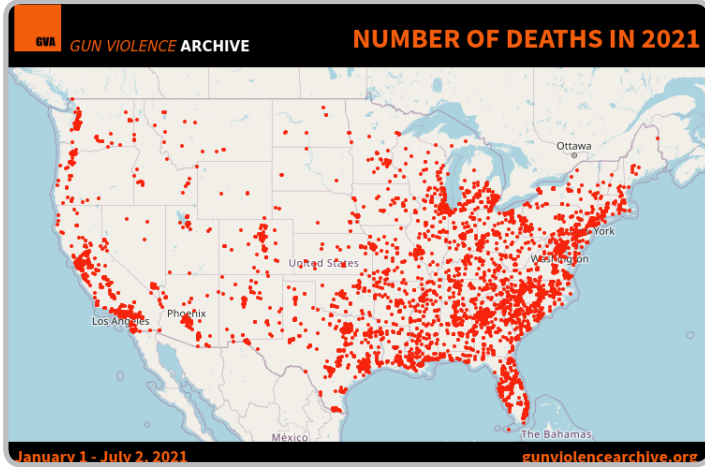 GVA
GUN VIOLENCE ARCHIVE
NUMBER OF DEATHS IN 2021
Ottawa
York
Washington
United States
Los Angeles
Phoenix
México
The Bahamas
January 1 - July 2, 2021
gunviolencearchive.org